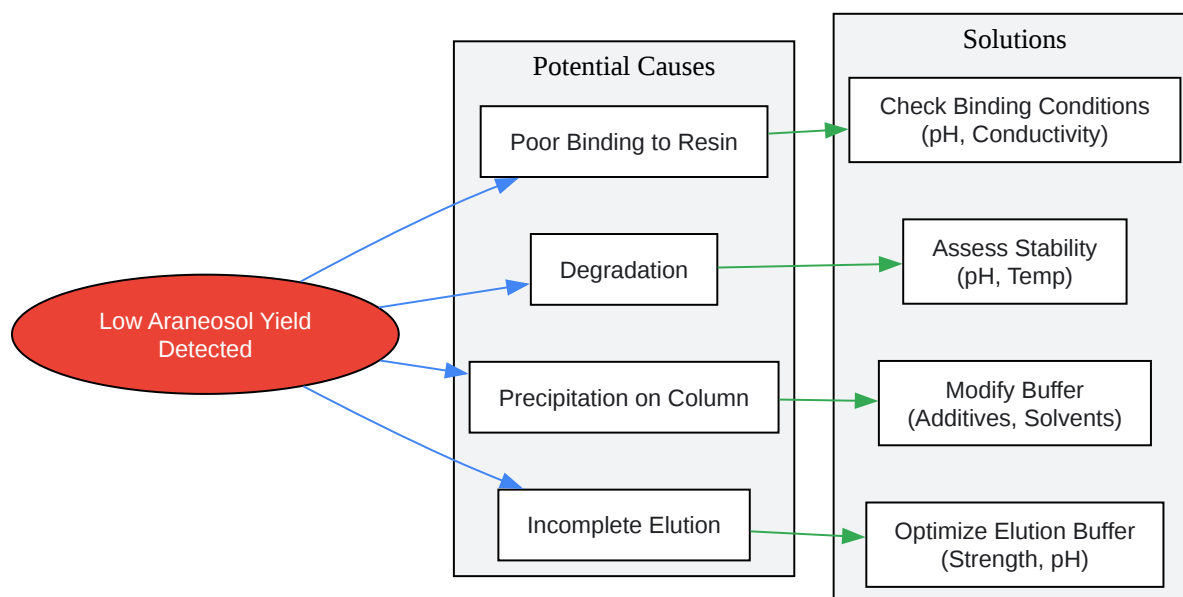 Low Araneosol Yield
Detected
Potential Causes
Poor Binding to Resin
Degradation
Precipitation on Column
Incomplete Elution
Solutions
Check Binding Conditions
(pH, Conductivity)
Assess Stability
(pH, Temp)
Modify Buffer
(Additives, Solvents)
Optimize Elution Buffer
(Strength, pH)